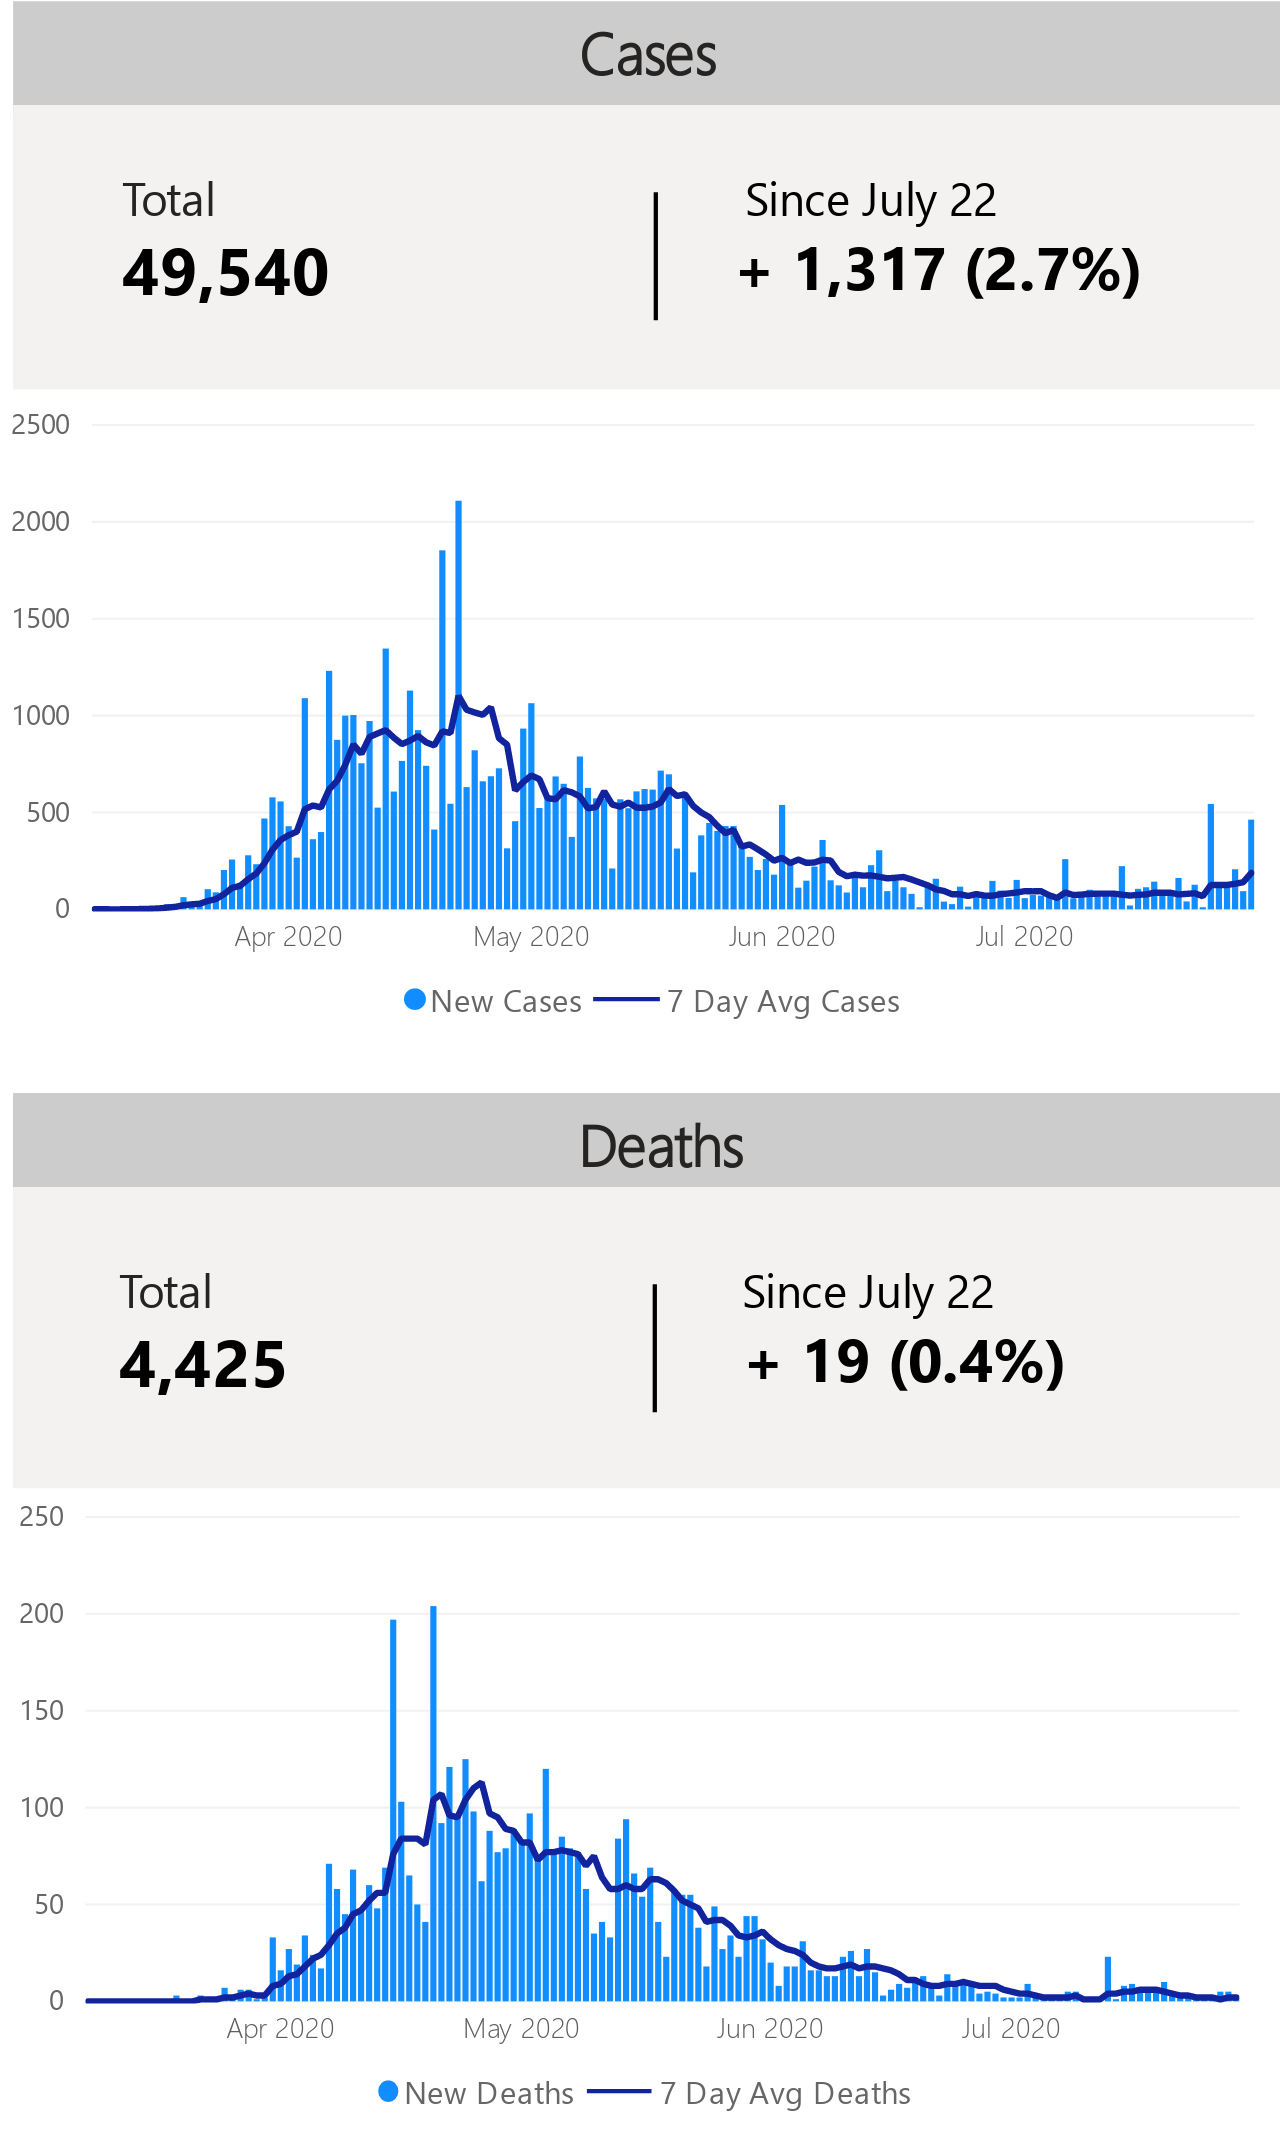 Cases
Total
Since July 22
49,540
+ 1,317 (2.7%)
2500
2000
1500
1000
500
0
Apr 2020
May 2020
Jun 2020
Jul 2020
New Cases
7 Day Avg Cases
Deaths
Total
Since July 22
4,425
+ 19 (0.4%)
250
200
150
100
50
0
Apr 2020
May 2020
Jun 2020
Jul 2020
New Deaths
7 Day Avg Deaths